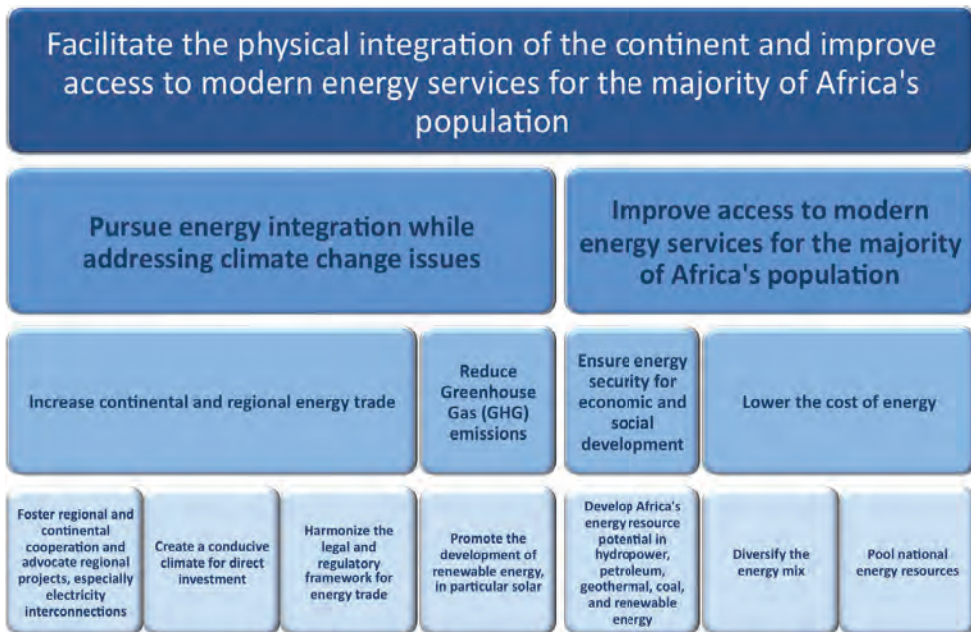 Facilitate the physical integration of the continent and improve
access to modern energy services for the majority of Africa's
population
Pursue energy integration while
addressing climate change issues
Improve access to modern
energy services for the majority
of Africa's population
Increase continental and regional energy trade
Reduce
Greenhouse
Gas (GHG)
emissions
Ensure energy
security for
economic and
social
development
Lower the cost of energy
Foster regional and
continental
cooperation and
advocate regional
projects, especially
electricity
interconnections
Create a conducive
climate for direct
investment
Harmonize the
legal and
regulatory
framework for
energy trade
Promote the
development of
renewable energy,
in particular solar
Develop Africa's
energy resource
potential in
hydropower,
petroleum,
geothermal, coal,
and renewable
energy
Diversify the
energy mix
Pool national
energy resources